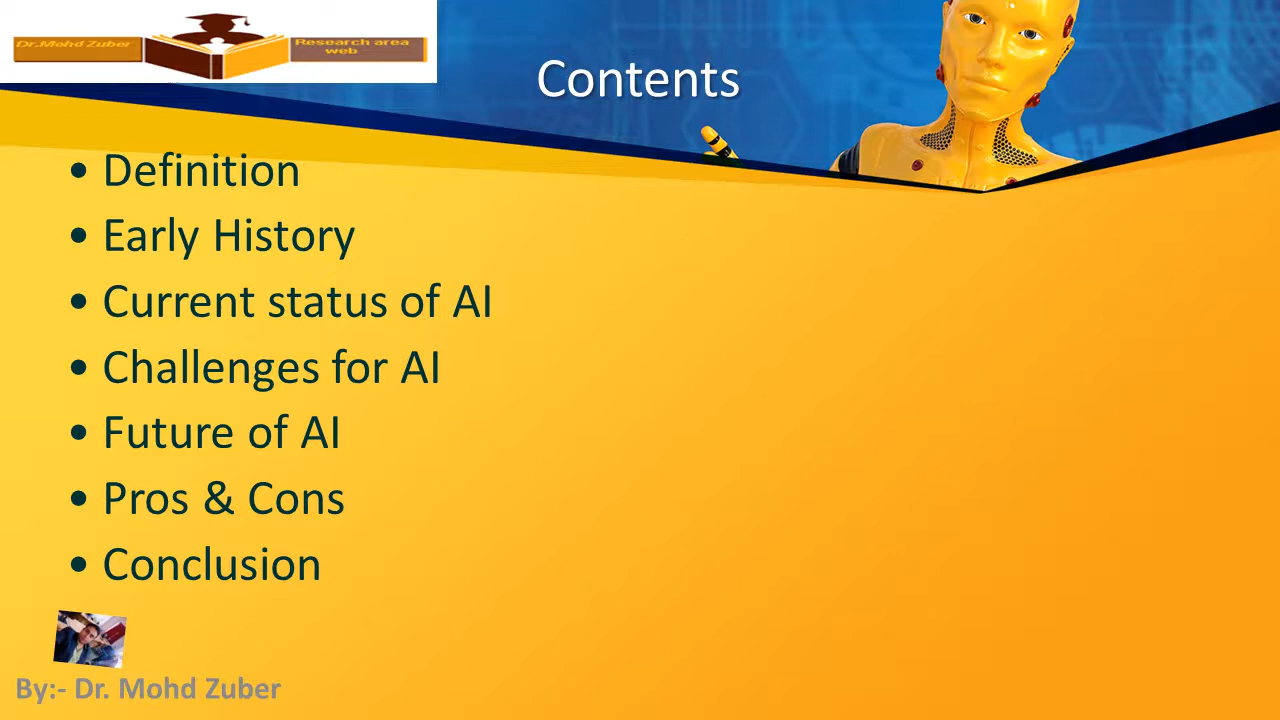 Dr.Mohd Zuber
Research area
web
Contents
• Definition
• Early History
• Current status of AI
• Challenges for AI
• Future of AI
• Pros & Cons
• Conclusion
By:- Dr. Mohd Zuber